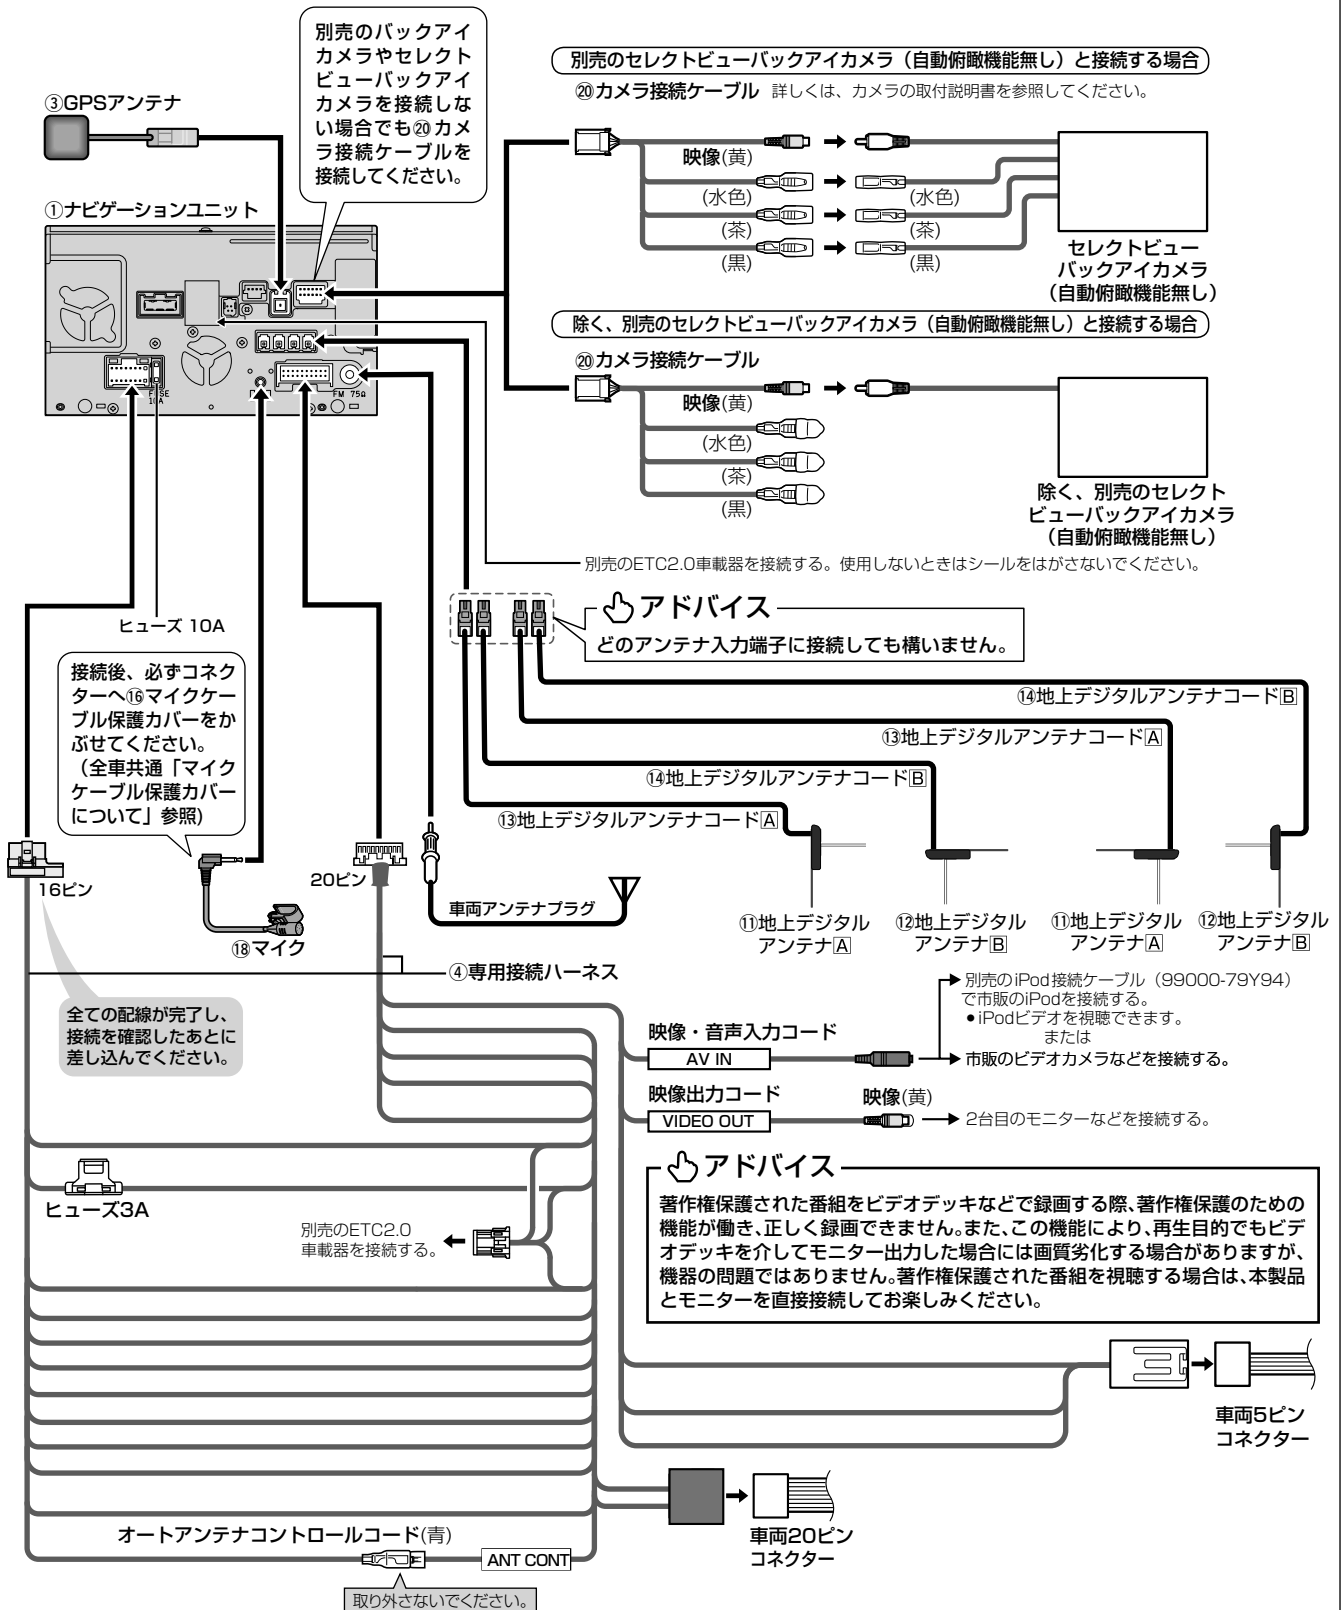 別売のバックアイ
カメラやセレクト
ビューバックアイ
カメラを接続しな
い場合でも⑳カメ
ラ接続ケーブルを
接続してください。
③GPSアンテナ
①ナビゲーションユニット
別売のセレクトビューバックアイカメラ（自動俯瞰機能無し）と接続する場合
⑳カメラ接続ケーブル 詳しくは、カメラの取付説明書を参照してください。
映像(黄)
(水色)
(水色)
(茶)
(茶)
(黒)
(黒)
セレクトビュー
バックアイカメラ
（自動俯瞰機能無し）
除く、別売のセレクトビューバックアイカメラ（自動俯瞰機能無し）と接続する場合
⑳カメラ接続ケーブル
映像(黄)
(水色)
(茶)
(黒)
除く、別売のセレクト
ビューバックアイカメラ
（自動俯瞰機能無し）
FUSE
10A
FM 75Ω
別売のETC2.0車載器を接続する。使用しないときはシールをはがさないでください。
ヒューズ 10A
アドバイス
どのアンテナ入力端子に接続しても構いません。
接続後、必ずコネク
ターへ⑯マイクケー
ブル保護カバーをか
ぶせてください。
（全車共通「マイク
ケーブル保護カバー
について」参照)
⑭地上デジタルアンテナコードB
⑬地上デジタルアンテナコードA
⑭地上デジタルアンテナコードB
⑬地上デジタルアンテナコードA
16ピン
20ピン
⑱マイク
車両アンテナプラグ
⑪地上デジタル
アンテナA
⑫地上デジタル
アンテナB
⑪地上デジタル
アンテナA
⑫地上デジタル
アンテナB
④専用接続ハーネス
全ての配線が完了し、
接続を確認したあとに
差し込んでください。
別売のiPod接続ケーブル（99000-79Y94）
で市販のiPodを接続する。
●iPodビデオを視聴できます。
または
市販のビデオカメラなどを接続する。
映像・音声入力コード
AV IN
映像出力コード
映像(黄)
VIDEO OUT
2台目のモニターなどを接続する。
ヒューズ3A
別売のETC2.0
車載器を接続する。
アドバイス
著作権保護された番組をビデオデッキなどで録画する際、著作権保護のための
機能が働き、正しく録画できません。また、この機能により、再生目的でもビデ
オデッキを介してモニター出力した場合には画質劣化する場合がありますが、
機器の問題ではありません。著作権保護された番組を視聴する場合は、本製品
とモニターを直接接続してお楽しみください。
車両5ピン
コネクター
車両20ピン
コネクター
オートアンテナコントロールコード(青)
ANT CONT
取り外さないでください。